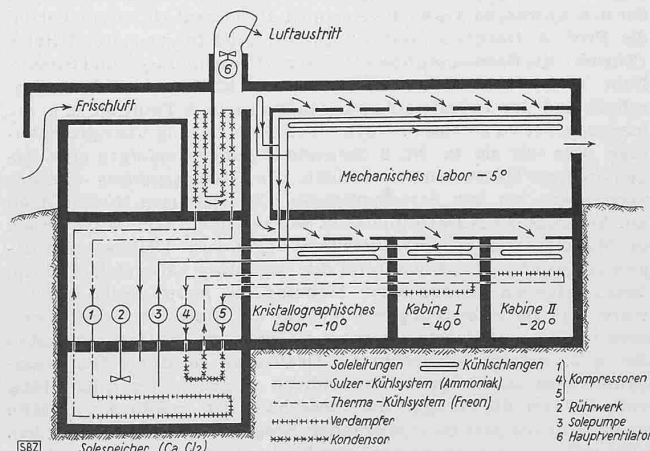 Luftaustritt
6
Frischluft
Mechanisches Labor – 5°
1
2
3
4
5
Kristallographisches
Labor –10°
Kabine I
–40°
Kabine II
–20°
Soleleitungen
Kühlschlangen
Sulzer-Kühlsystem (Ammoniak)
Therma-Kühlsystem (Freon)
Verdampfer
Kondensor
1
4 Kompressoren
5
2 Rührwerk
3 Solepumpe
6 Hauptventilator
SBZ
Solespeicher (Ca Cl₂)